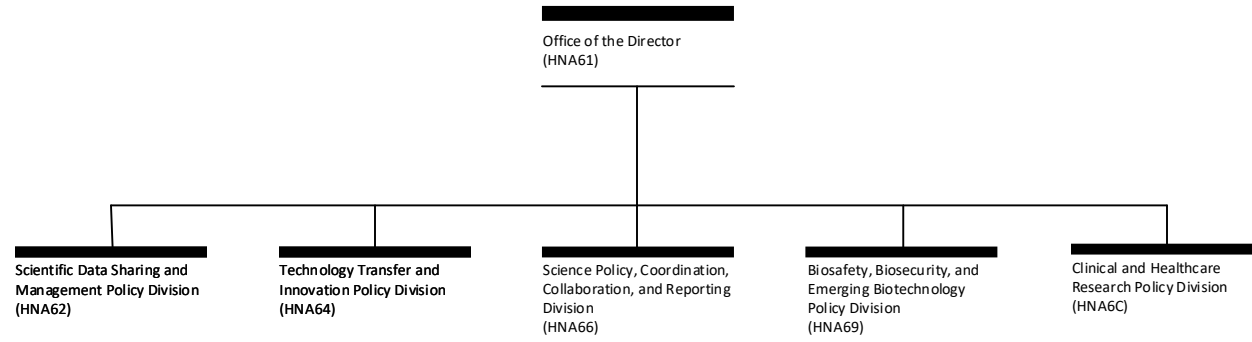 Office of the Director
(HNA61)
Scientific Data Sharing and
Management Policy Division
(HNA62)
Technology Transfer and
Innovation Policy Division
(HNA64)
Science Policy, Coordination,
Collaboration, and Reporting
Division
(HNA66)
Biosafety, Biosecurity, and
Emerging Biotechnology
Policy Division
(HNA69)
Clinical and Healthcare
Research Policy Division
(HNA6C)